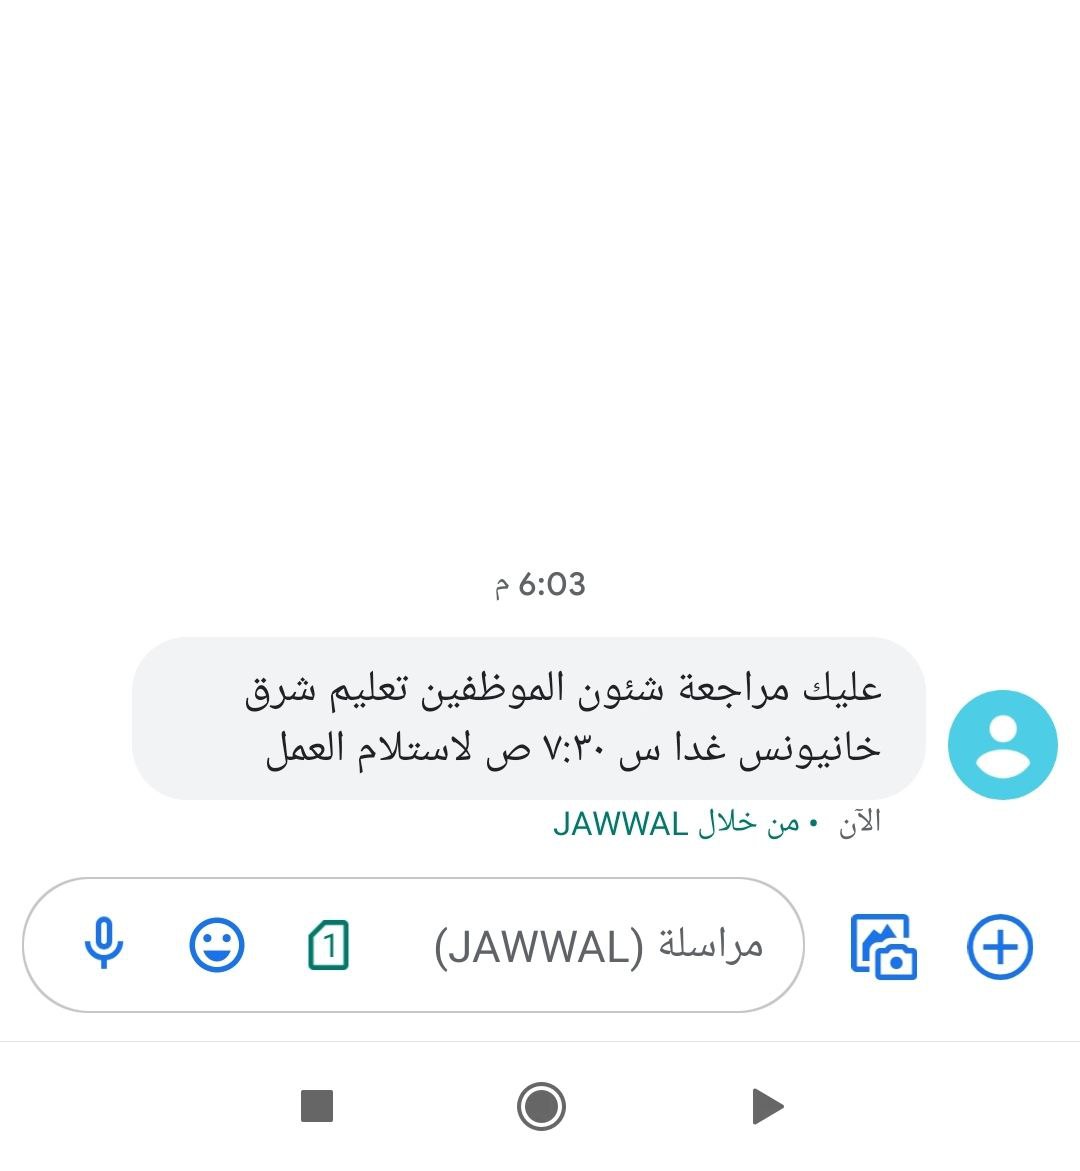 6:03 م
عليك مراجعة شئون الموظفين تعليم شرق
خانيونس غدا س ٧:٣٠ ص لاستلام العمل
الآن • من خلال JAWWAL
مراسلة (JAWWAL)
1